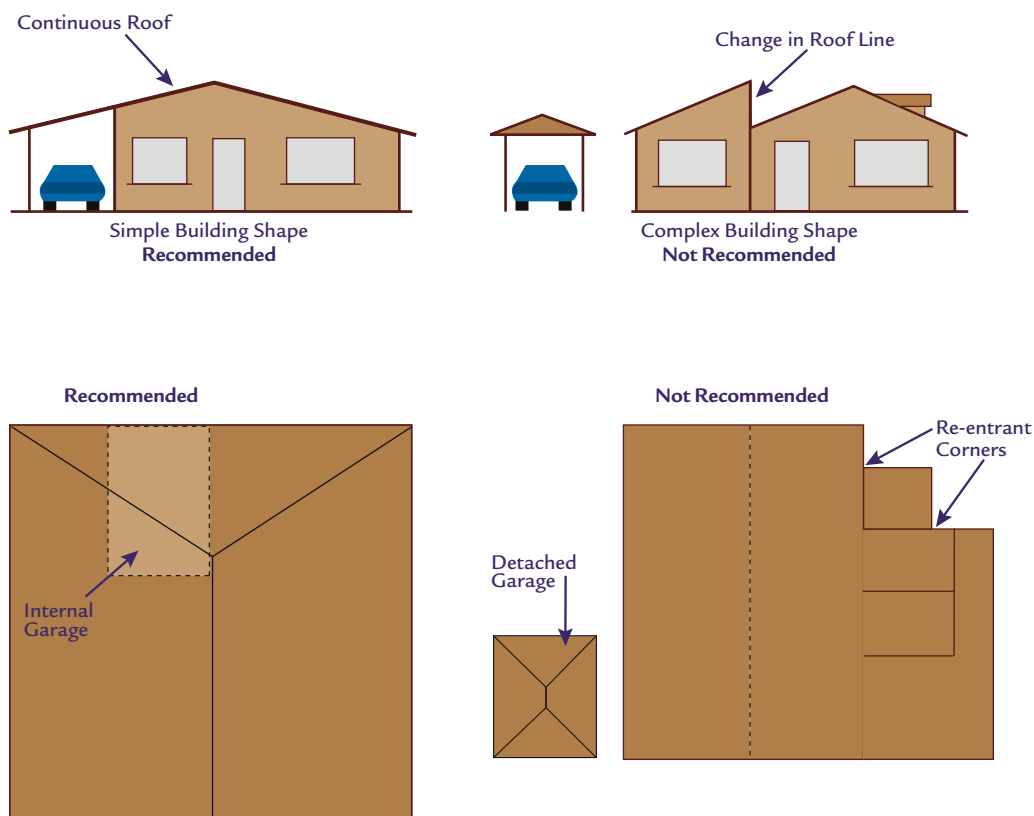 Continuous Roof
Change in Roof Line
Simple Building Shape
Recommended
Complex Building Shape
Not Recommended
Recommended
Not Recommended
Re-entrant
Corners
Detached
Garage
Internal
Garage